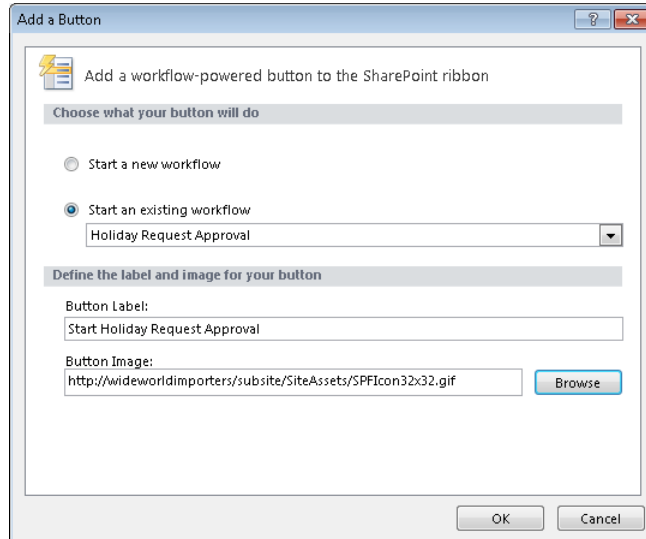 Add a Button
?
Add a workflow-powered button to the SharePoint ribbon
Choose what your button will do
Start a new workflow
Start an existing workflow
Holiday Request Approval
Define the label and image for your button
Button Label:
Start Holiday Request Approval
Button Image:
http://wideworldimporters/subsite/SiteAssets/SPFIcon32x32.gif
Browse
OK Cancel